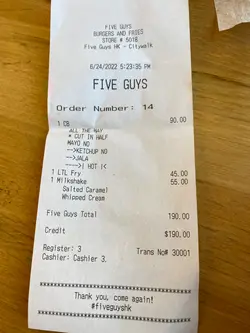 FIVE GUYS
BURGERS AND FRIES
STORE # 5018
Five Guys HK - Citywalk
6/24/2022 5:23:35 PM
FIVE GUYS
Order Number: 14
1 CB 90.00
ALL THE WAY
* CUT IN HALF
MAYO NO
-->KETCHUP NO
-->JALA
---->| HOT |<
1 LTL Fry 45.00
1 Milkshake 55.00
Salted Caramel
Whipped Cream
Five Guys Total 190.00
Credit $190.00
Register: 3 Trans No# 30001
Cashier: Cashier 3.
Thank you, come again!
#fiveguyshk